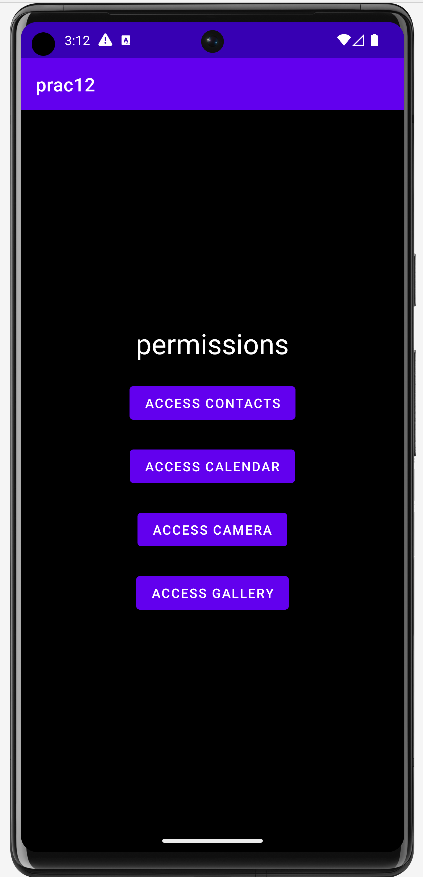 3:12
prac12
permissions
ACCESS CONTACTS
ACCESS CALENDAR
ACCESS CAMERA
ACCESS GALLERY